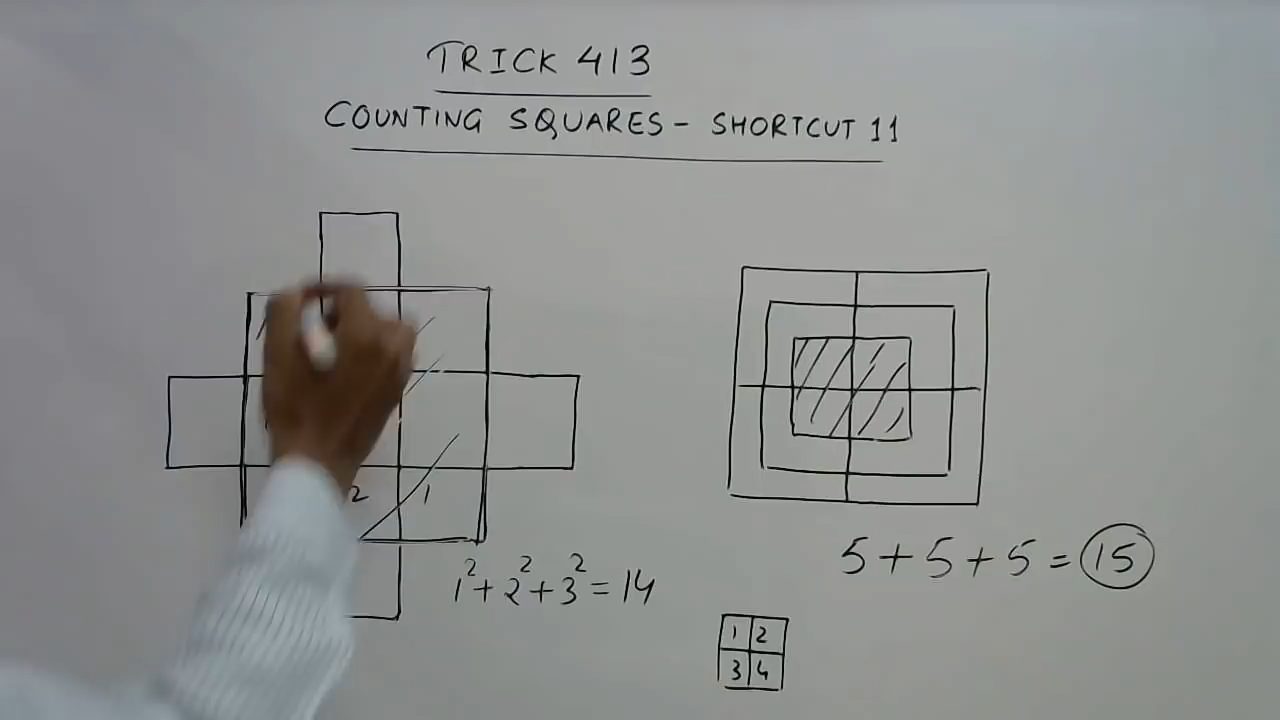 TRICK 413
COUNTING SQUARES - SHORTCUT 11
2 1
1² + 2² + 3² = 14
5 + 5 + 5 = 15
1 2
3 4